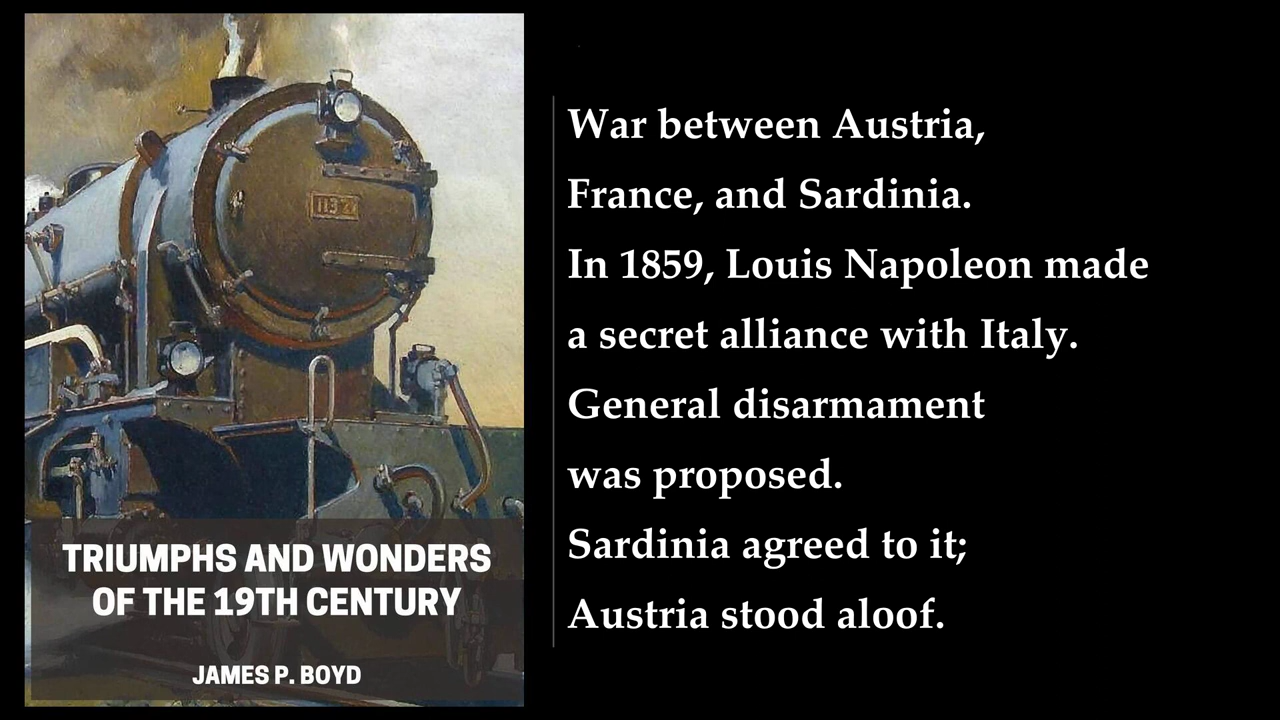 TRIUMPHS AND WONDERS
OF THE 19TH CENTURY
JAMES P. BOYD
War between Austria,
France, and Sardinia.
In 1859, Louis Napoleon made
a secret alliance with Italy.
General disarmament
was proposed.
Sardinia agreed to it;
Austria stood aloof.